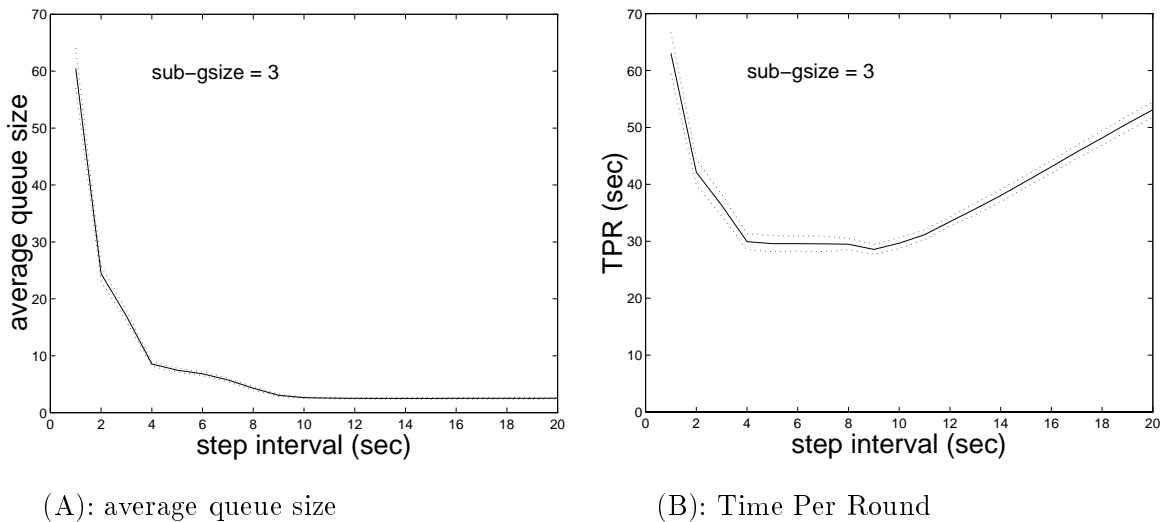 70
60
50
40
30
20
10
0
average queue size
sub−gsize = 3
0 2 4 6 8 10 12 14 16 18 20
step interval (sec)
(A): average queue size
70
60
50
40
30
20
10
0
TPR (sec)
sub−gsize = 3
0 2 4 6 8 10 12 14 16 18 20
step interval (sec)
(B): Time Per Round